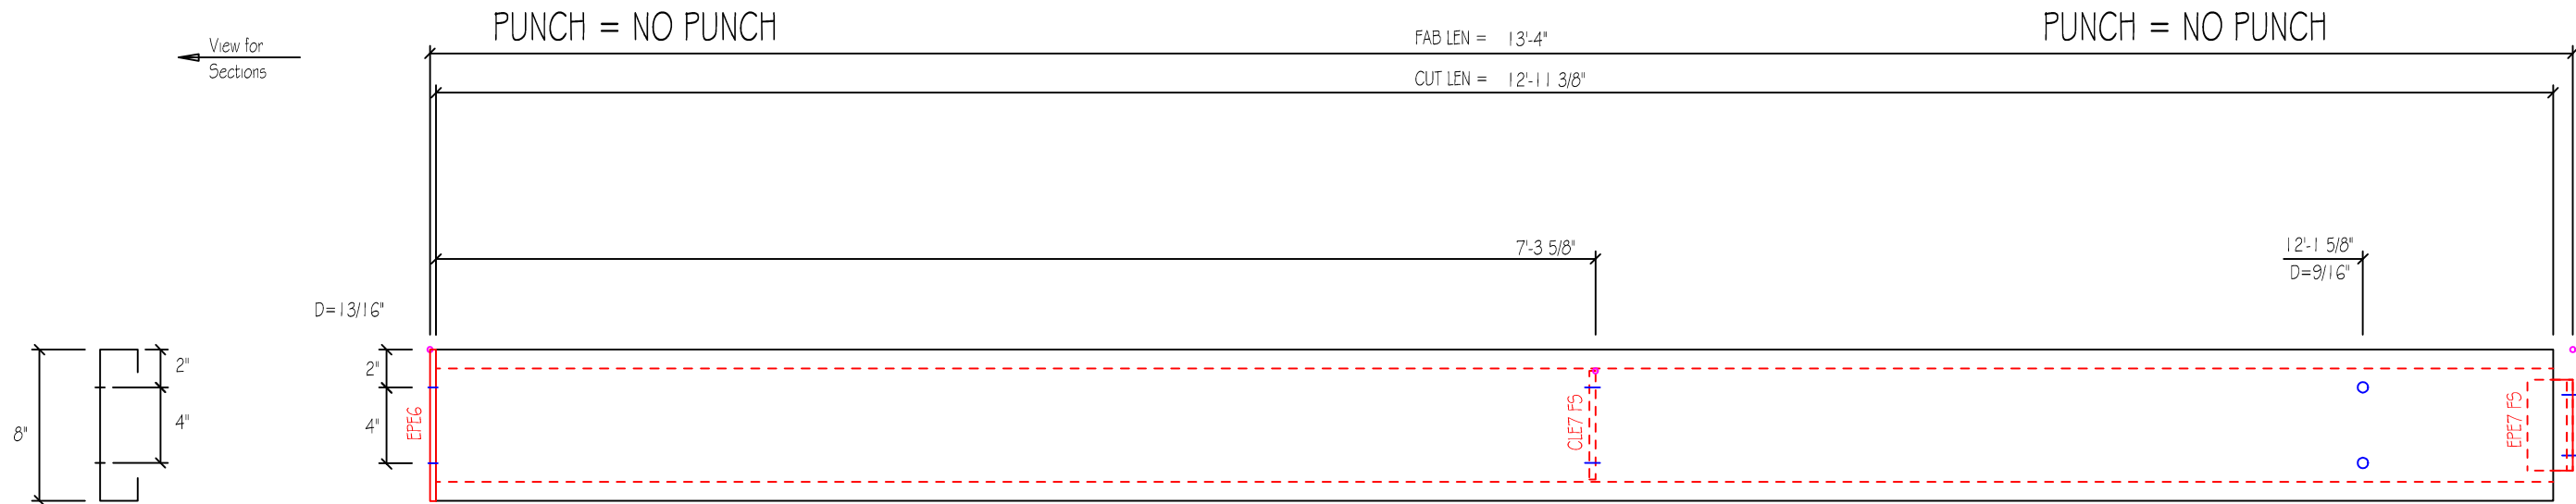 PUNCH = NO PUNCH
PUNCH = NO PUNCH
FAB LEN = 13'-4"
View for
Sections
CUT LEN = 12'-11 3/8"
7'-3 5/8"
12'-1 5/8"
D=9/16"
D=13/16"
2"
4"
8"
2"
4"
EPE6
CLE7 FS
EPE7 FS